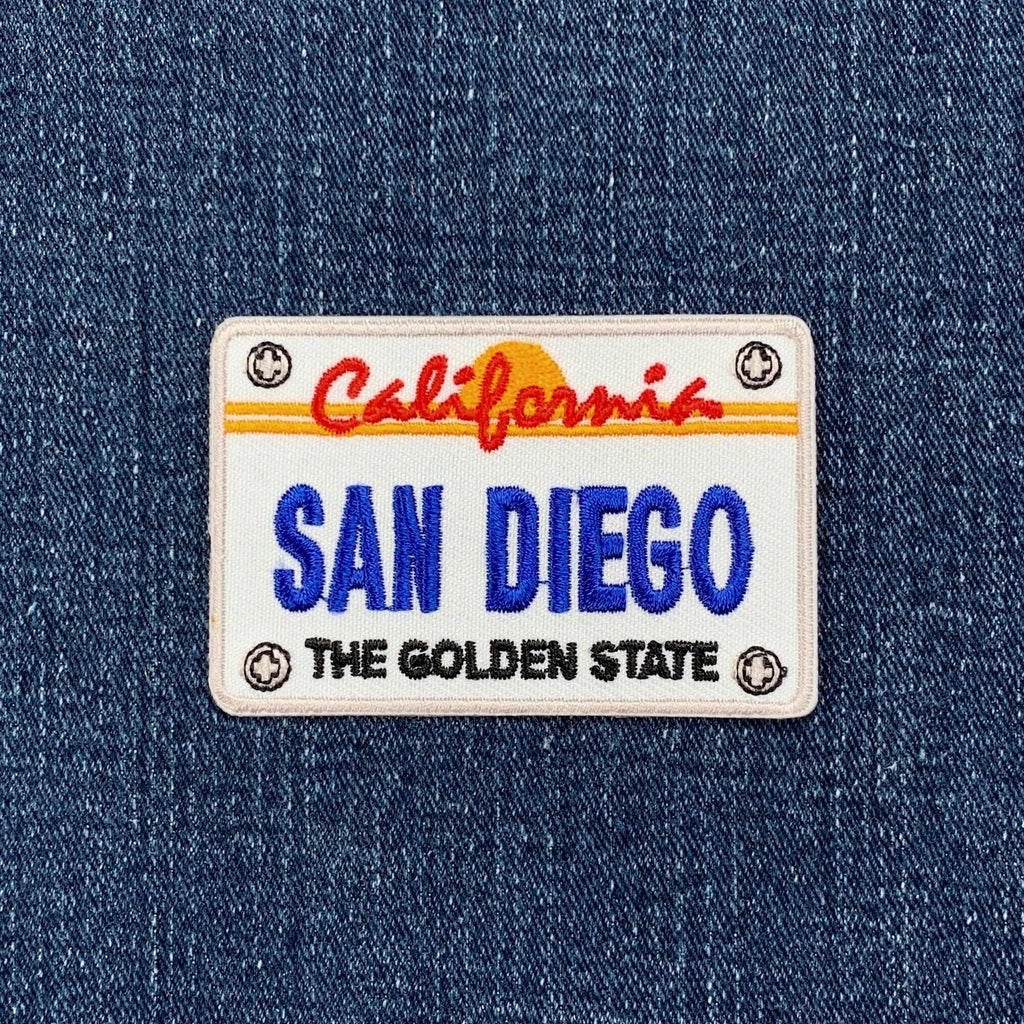 California
SAN DIEGO
THE GOLDEN STATE